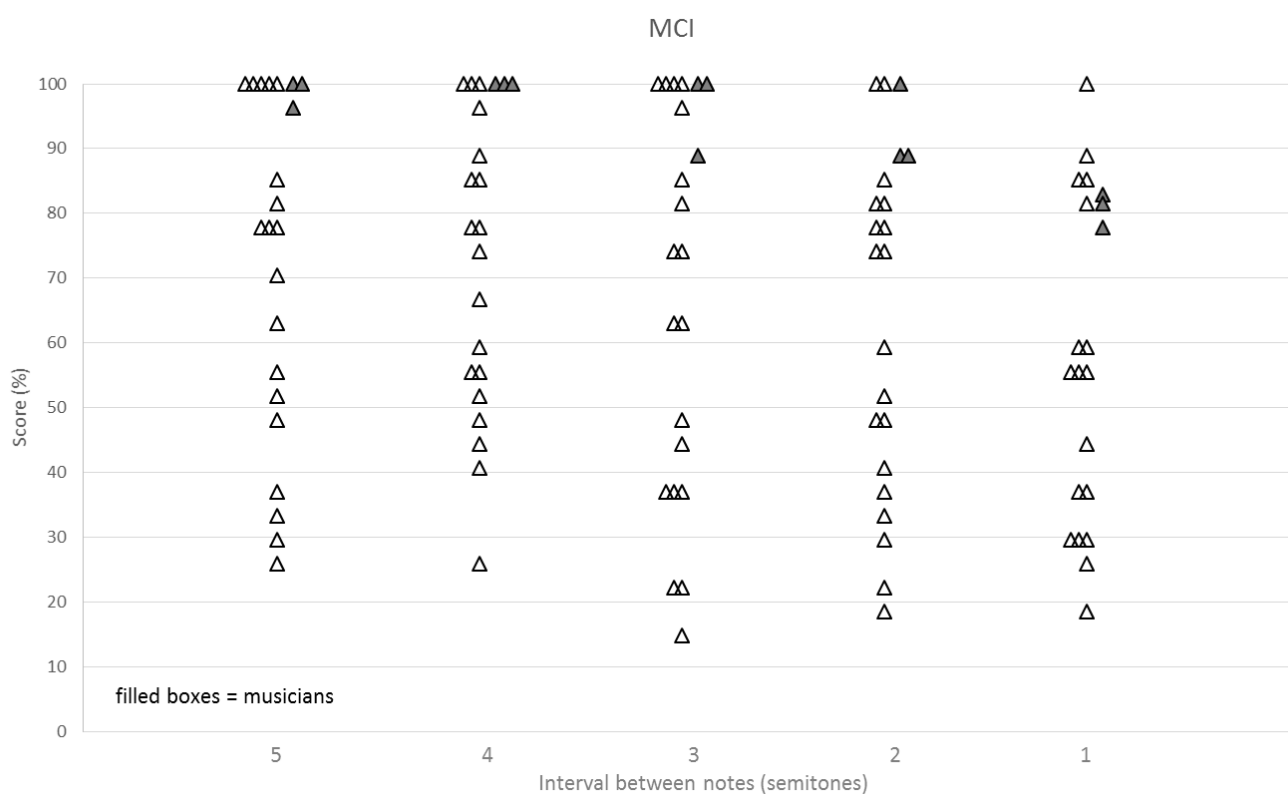 MCI
100
90
80
70
60
50
40
30
20
10
0
Score (%)
filled boxes = musicians
5 4 3 2 1
Interval between notes (semitones)